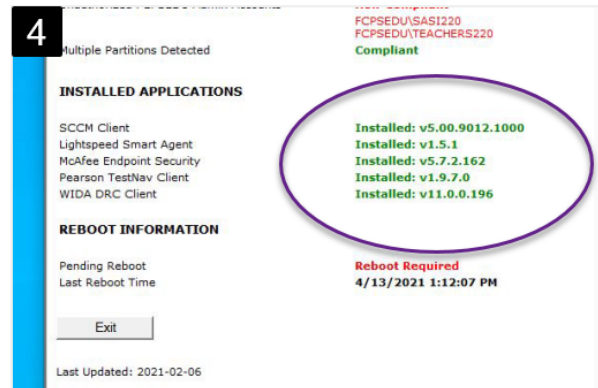 4
FCPSEDU\SASI220
FCPSEDU\TEACHERS220
Multiple Partitions Detected Compliant
INSTALLED APPLICATIONS
SCCM Client Installed: v5.00.9012.1000
Lightspeed Smart Agent Installed: v1.5.1
McAfee Endpoint Security Installed: v5.7.2.162
Pearson TestNav Client Installed: v1.9.7.0
WIDA DRC Client Installed: v11.0.0.196
REBOOT INFORMATION
Pending Reboot Reboot Required
Last Reboot Time 4/13/2021 1:12:07 PM
Exit
Last Updated: 2021-02-06